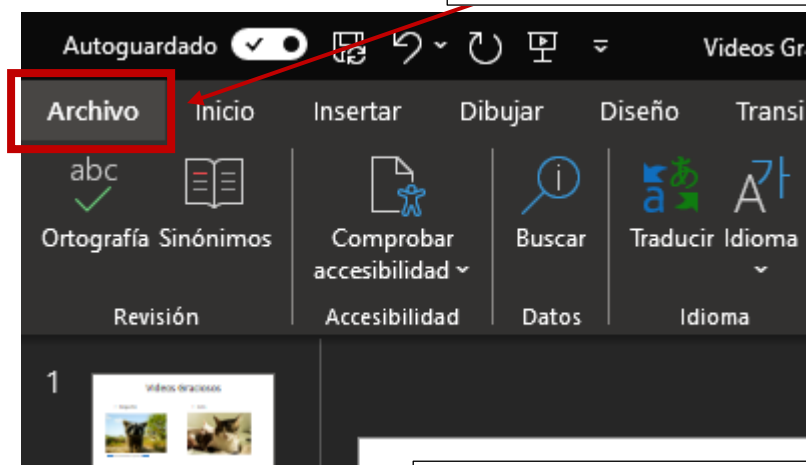 Autoguardado Videos Gr
Archivo Inicio Insertar Dibujar Diseño Transi
abc
Ortografía Sinónimos Comprobar accesibilidad Buscar Traducir Idioma
Revisión Accesibilidad Datos Idioma
1
Videos Graciosos